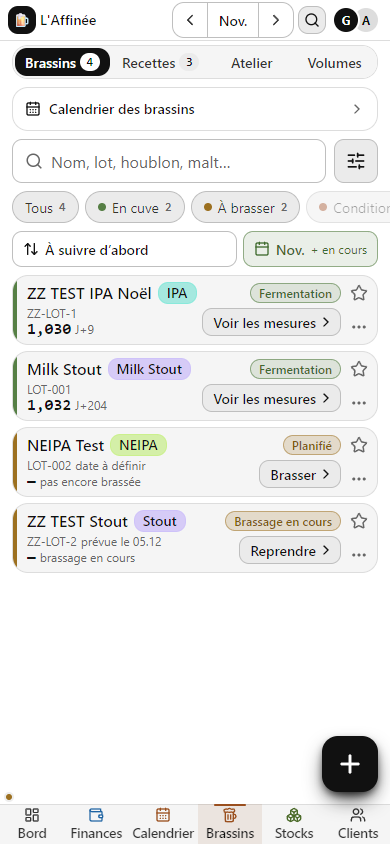 L'Affinée
Nov.
G A
Brassins 4 Recettes 3 Atelier Volumes
Calendrier des brassins
Nom, lot, houblon, malt...
Tous 4 En cuve 2 À brasser 2 Condition
À suivre d'abord
Nov. + en cours
ZZ TEST IPA Noël IPA Fermentation
ZZ-LOT-1
1,030 J+9 Voir les mesures
Milk Stout Milk Stout Fermentation
LOT-001
1,032 J+204 Voir les mesures
NEIPA Test NEIPA Planifié
LOT-002 date à définir
– pas encore brassée Brasser
ZZ TEST Stout Stout Brassage en cours
ZZ-LOT-2 prévue le 05.12
– brassage en cours Reprendre
Bord Finances Calendrier Brassins Stocks Clients